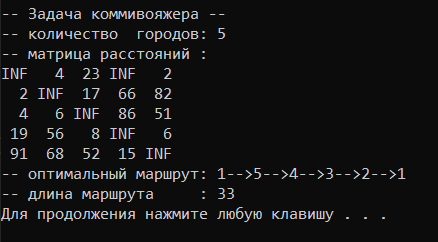 -- Задача коммивояжера --
-- количество  городов: 5
-- матрица расстояний :
INF   4  23 INF   2
  2 INF  17  66  82
  4   6 INF  86  51
 19  56   8 INF   6
 91  68  52  15 INF
-- оптимальный маршрут: 1-->5-->4-->3-->2-->1
-- длина маршрута     : 33
Для продолжения нажмите любую клавишу . . .